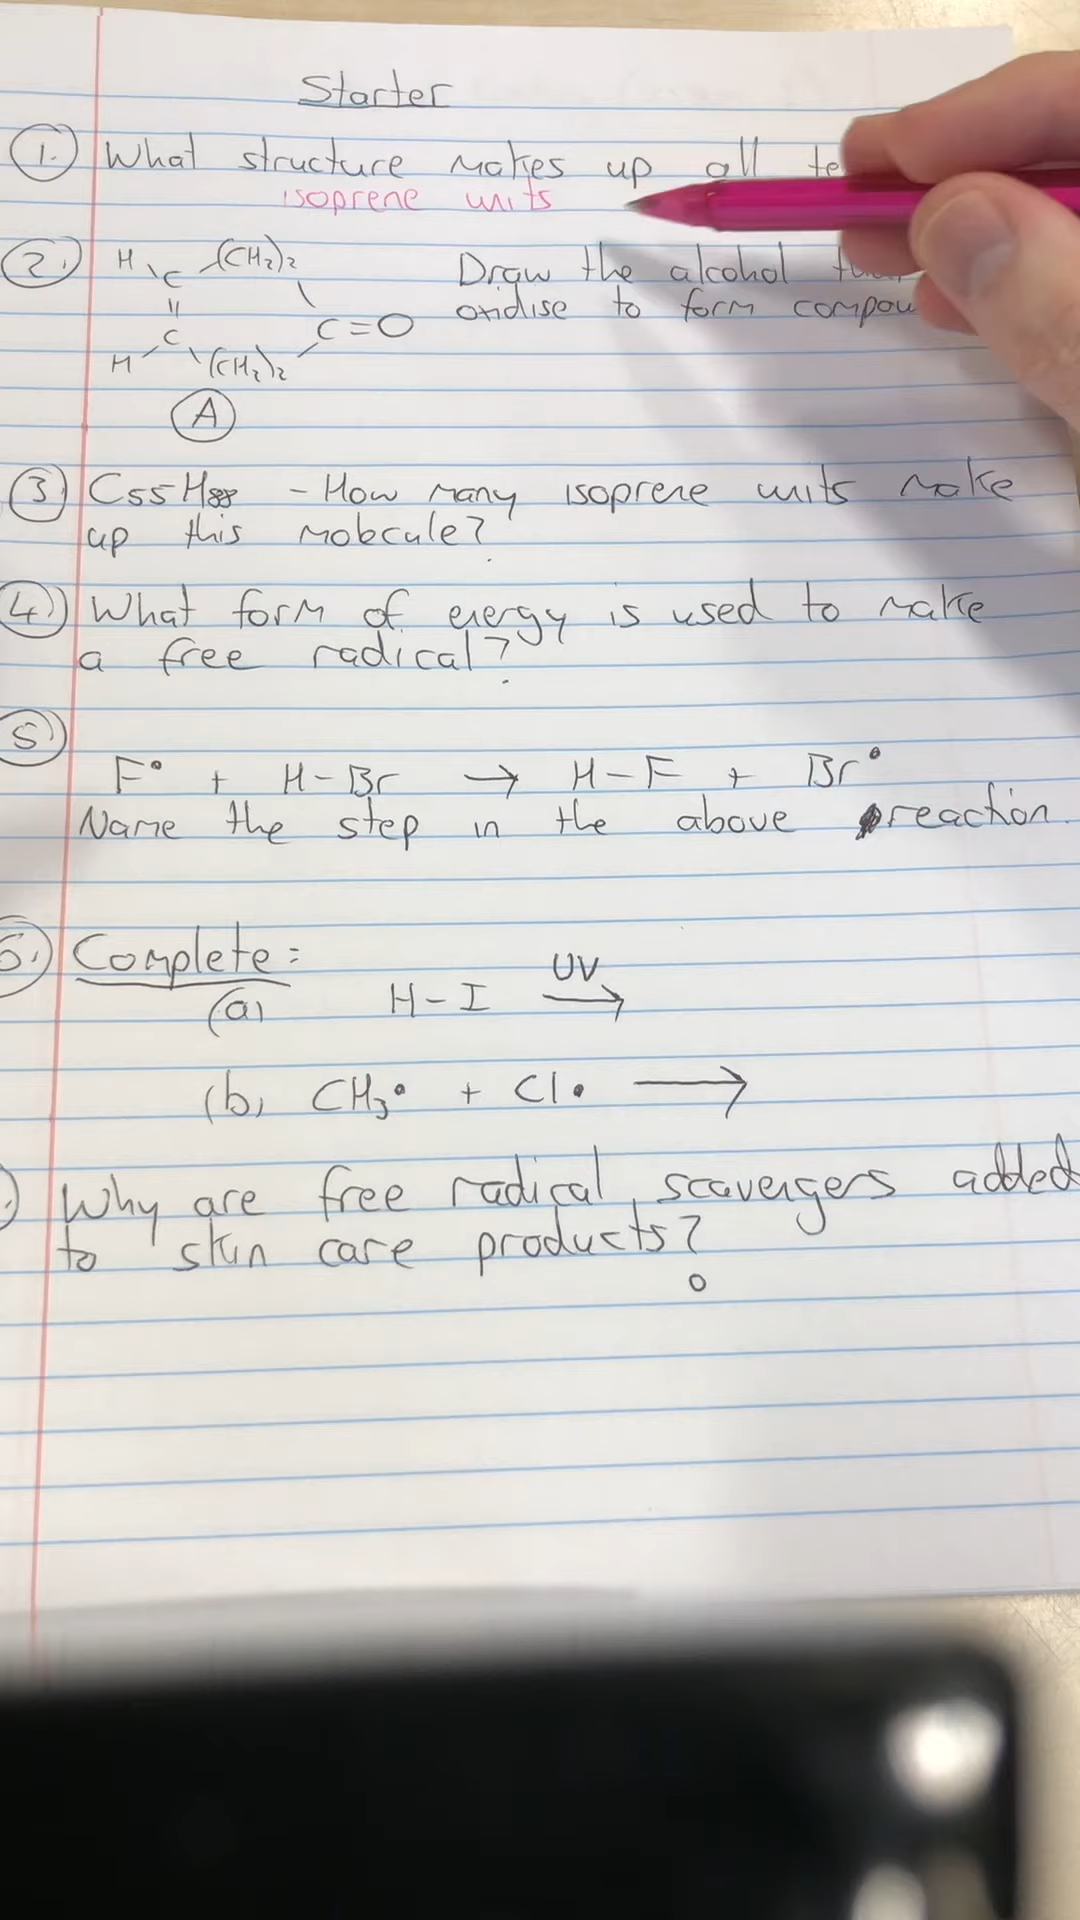 Starter
1. What structure makes up all te
isoprene units
2. H C (CH₂)₂ Draw the alcohol
oxidise to form compou
C C=O
H (CH₂)₂
A
3. C55H88 - How many isoprene units make
up this molecule?
4. What form of energy is used to make
a free radical?
5.
F• + H-Br → H-F + Br•
Name the step in the above reaction.
6. Complete:
UV
(a) H-I →
(b) CH₃• + Cl• →
Why are free radical scavengers added
to skin care products?